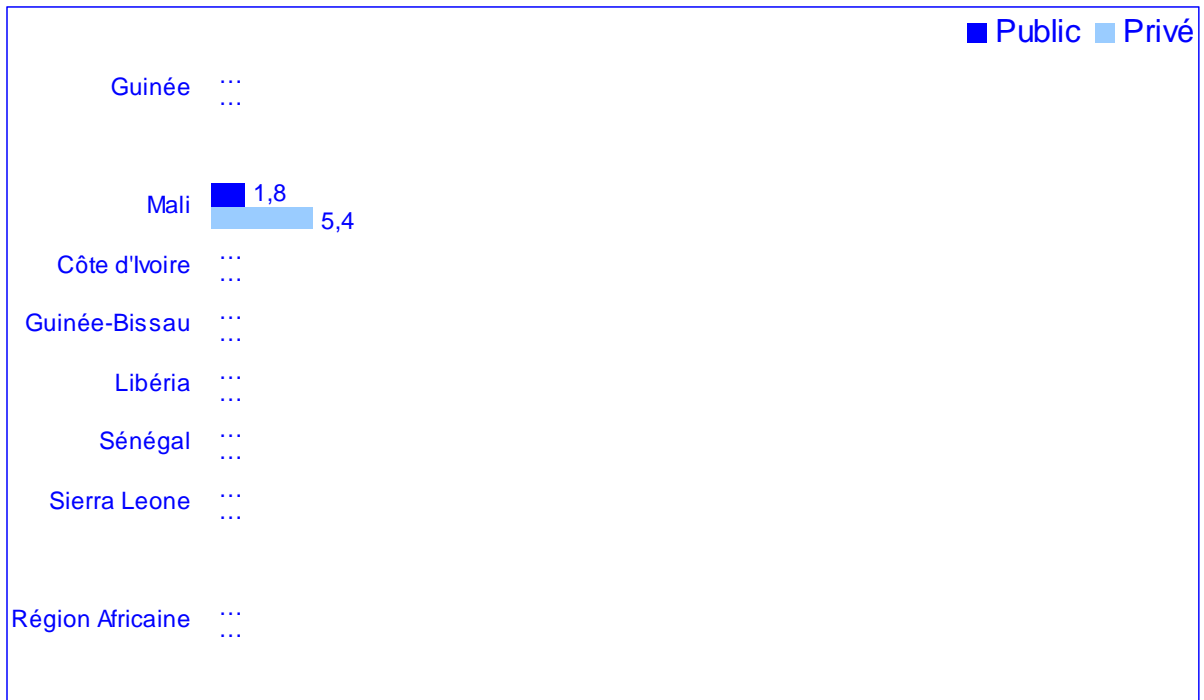 Public Privé
Guinée …
…
Mali 1,8
5,4
Côte d'Ivoire …
…
Guinée-Bissau …
…
Libéria …
…
Sénégal …
…
Sierra Leone …
…
Région Africaine …
…